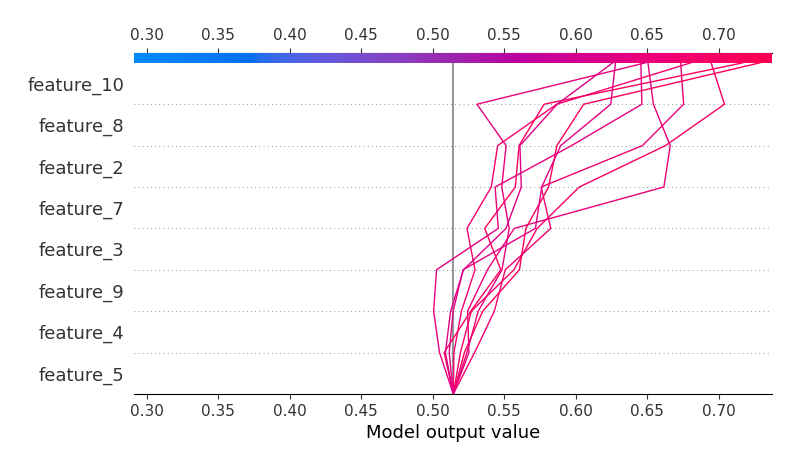 0.30 0.35 0.40 0.45 0.50 0.55 0.60 0.65 0.70
feature_10
feature_8
feature_2
feature_7
feature_3
feature_9
feature_4
feature_5
0.30 0.35 0.40 0.45 0.50 0.55 0.60 0.65 0.70
Model output value